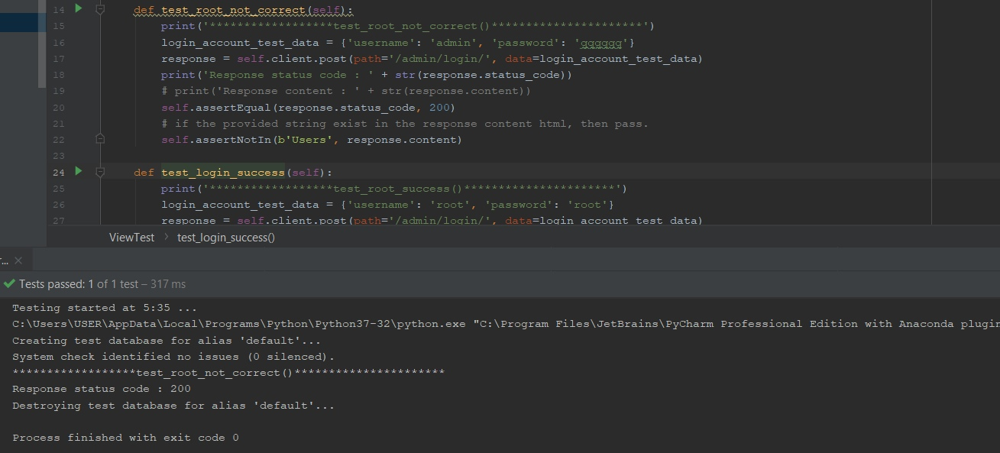 14 def test_root_not_correct(self):
15 print('******************test_root_not_correct()**********************')
16 login_account_test_data = {'username': 'admin', 'password': 'gggggg'}
17 response = self.client.post(path='/admin/login/', data=login_account_test_data)
18 print('Response status code : ' + str(response.status_code))
19 # print('Response content : ' + str(response.content))
20 self.assertEqual(response.status_code, 200)
21 # if the provided string exist in the response content html, then pass.
22 self.assertNotIn(b'Users', response.content)
23
24 def test_login_success(self):
25 print('******************test_root_success()**********************')
26 login_account_test_data = {'username': 'root', 'password': 'root'}
27 response = self.client.post(path='/admin/login/', data=login_account_test_data)
ViewTest > test_login_success()
r... ×
Tests passed: 1 of 1 test – 317 ms
Testing started at 5:35 ...
C:\Users\USER\AppData\Local\Programs\Python\Python37-32\python.exe "C:\Program Files\JetBrains\PyCharm Professional Edition with Anaconda plugin
Creating test database for alias 'default'...
System check identified no issues (0 silenced).
******************test_root_not_correct()**********************
Response status code : 200
Destroying test database for alias 'default'...
Process finished with exit code 0